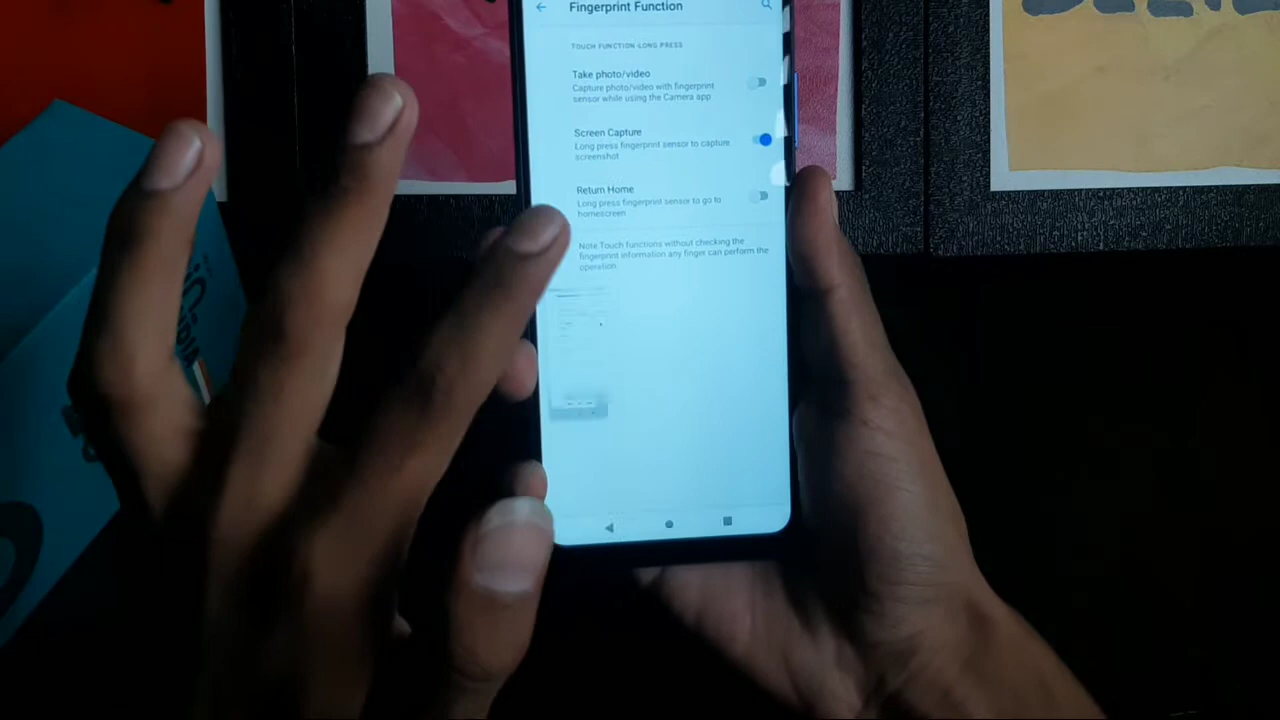 Fingerprint Function
TOUCH FUNCTION-LONG PRESS
Take photo/video
Capture photo/video with fingerprint
sensor while using the Camera app
Screen Capture
Long press fingerprint sensor to capture
screenshot
Return Home
Long press fingerprint sensor to go to
homescreen
Note:Touch functions without checking the
fingerprint information any finger can perform the
operation.